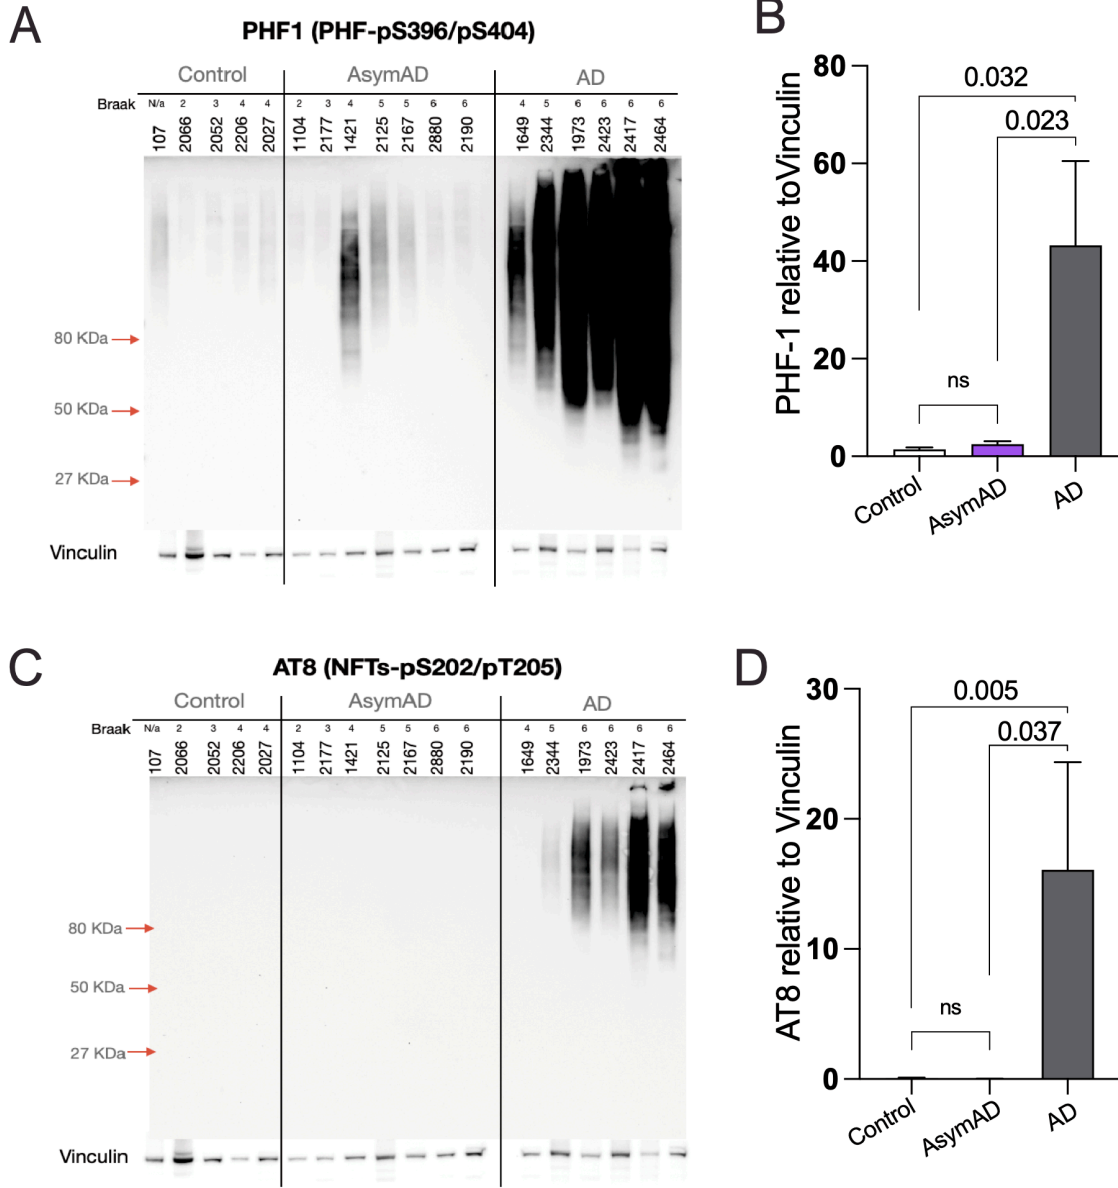 A
PHF1 (PHF-pS396/pS404)
Control AsymAD AD
Braak N/a 2 3 4 4 2 3 4 5 5 6 6 4 5 6 6 6 6
107 2066 2052 2206 2027 1104 2177 1421 2125 2167 2880 2190 1649 2344 1973 2423 2417 2464
80 KDa
50 KDa
27 KDa
Vinculin
B
PHF-1 relative toVinculin
80
60
40
20
0
0.032
0.023
ns
Control
AsymAD
AD
C
AT8 (NFTs-pS202/pT205)
Control AsymAD AD
Braak N/a 2 3 4 4 2 3 4 5 5 6 6 4 5 6 6 6 6
107 2066 2052 2206 2027 1104 2177 1421 2125 2167 2880 2190 1649 2344 1973 2423 2417 2464
80 KDa
50 KDa
27 KDa
Vinculin
D
AT8 relative to Vinculin
30
20
10
0
0.005
0.037
ns
Control
AsymAD
AD